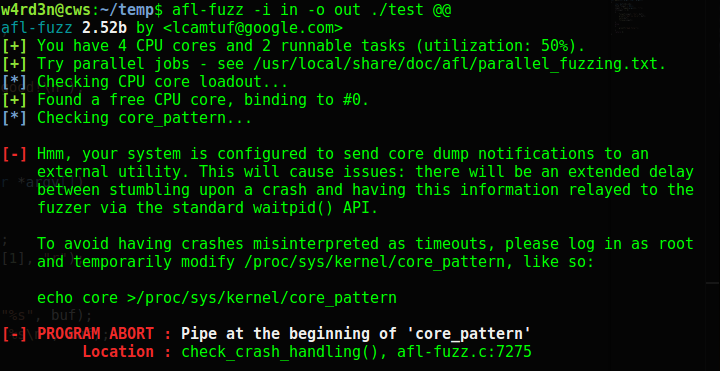 w4rd3n@cws:~/temp$ afl-fuzz -i in -o out ./test @@
afl-fuzz 2.52b by <lcamtuf@google.com>
[+] You have 4 CPU cores and 2 runnable tasks (utilization: 50%).
[+] Try parallel jobs - see /usr/local/share/doc/afl/parallel_fuzzing.txt.
[*] Checking CPU core loadout...
[+] Found a free CPU core, binding to #0.
[*] Checking core_pattern...
[-] Hmm, your system is configured to send core dump notifications to an
external utility. This will cause issues: there will be an extended delay
between stumbling upon a crash and having this information relayed to the
fuzzer via the standard waitpid() API.
To avoid having crashes misinterpreted as timeouts, please log in as root
and temporarily modify /proc/sys/kernel/core_pattern, like so:
echo core >/proc/sys/kernel/core_pattern
[-] PROGRAM ABORT : Pipe at the beginning of 'core_pattern'
Location : check_crash_handling(), afl-fuzz.c:7275